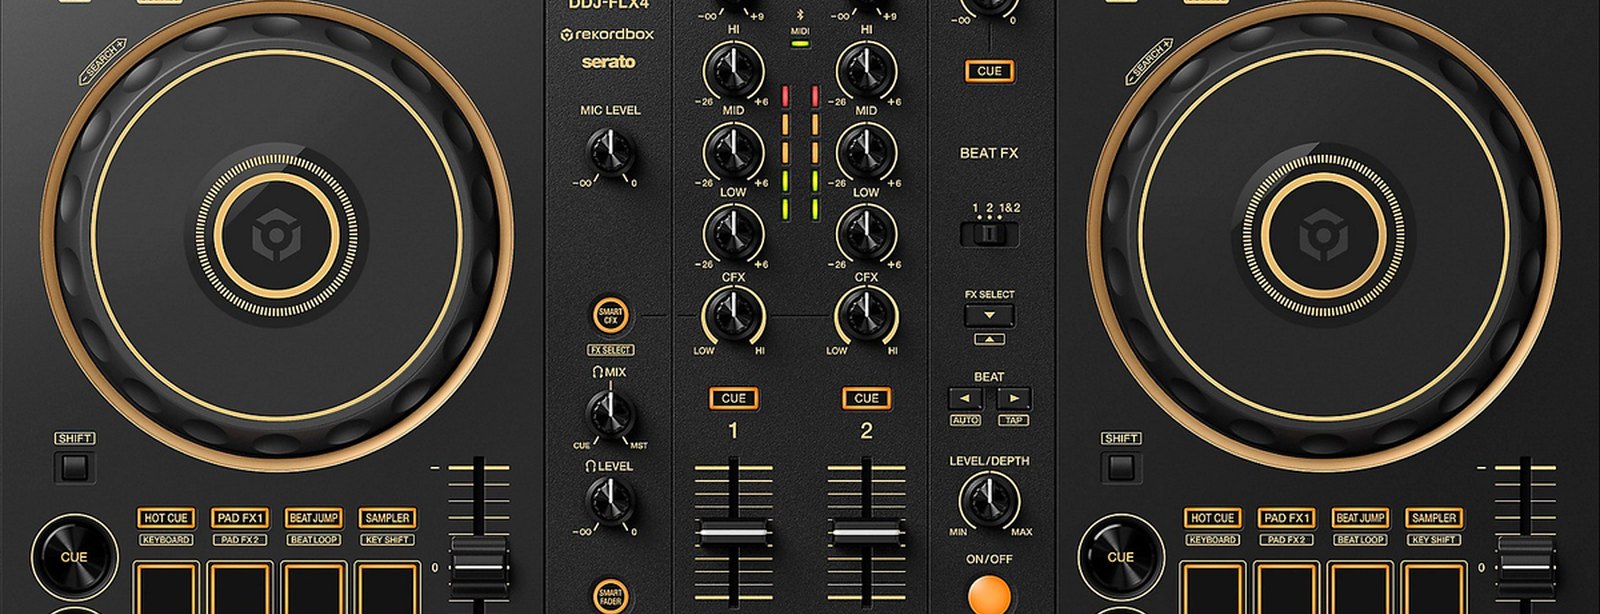 DDJ-FLX4
rekordbox
serato
SEARCH
MIC LEVEL
-∞ 0
SMART
CFX
FX SELECT
MIX
CUE MST
LEVEL
-∞ 0
SMART
FADER
-∞ +9 -∞ +9
MIDI
HI HI
-26 +6 -26 +6
MID MID
-26 +6 -26 +6
LOW LOW
-26 +6 -26 +6
CFX CFX
LOW HI LOW HI
CUE CUE
1 2
-∞ 0
CUE
BEAT FX
1 2 1&2
FX SELECT
BEAT
AUTO TAP
LEVEL/DEPTH
MIN MAX
ON/OFF
SHIFT
HOT CUE PAD FX1 BEAT JUMP SAMPLER
KEYBOARD PAD FX2 BEAT LOOP KEY SHIFT
CUE
0
SEARCH
SHIFT
HOT CUE PAD FX1 BEAT JUMP SAMPLER
KEYBOARD PAD FX2 BEAT LOOP KEY SHIFT
CUE
0